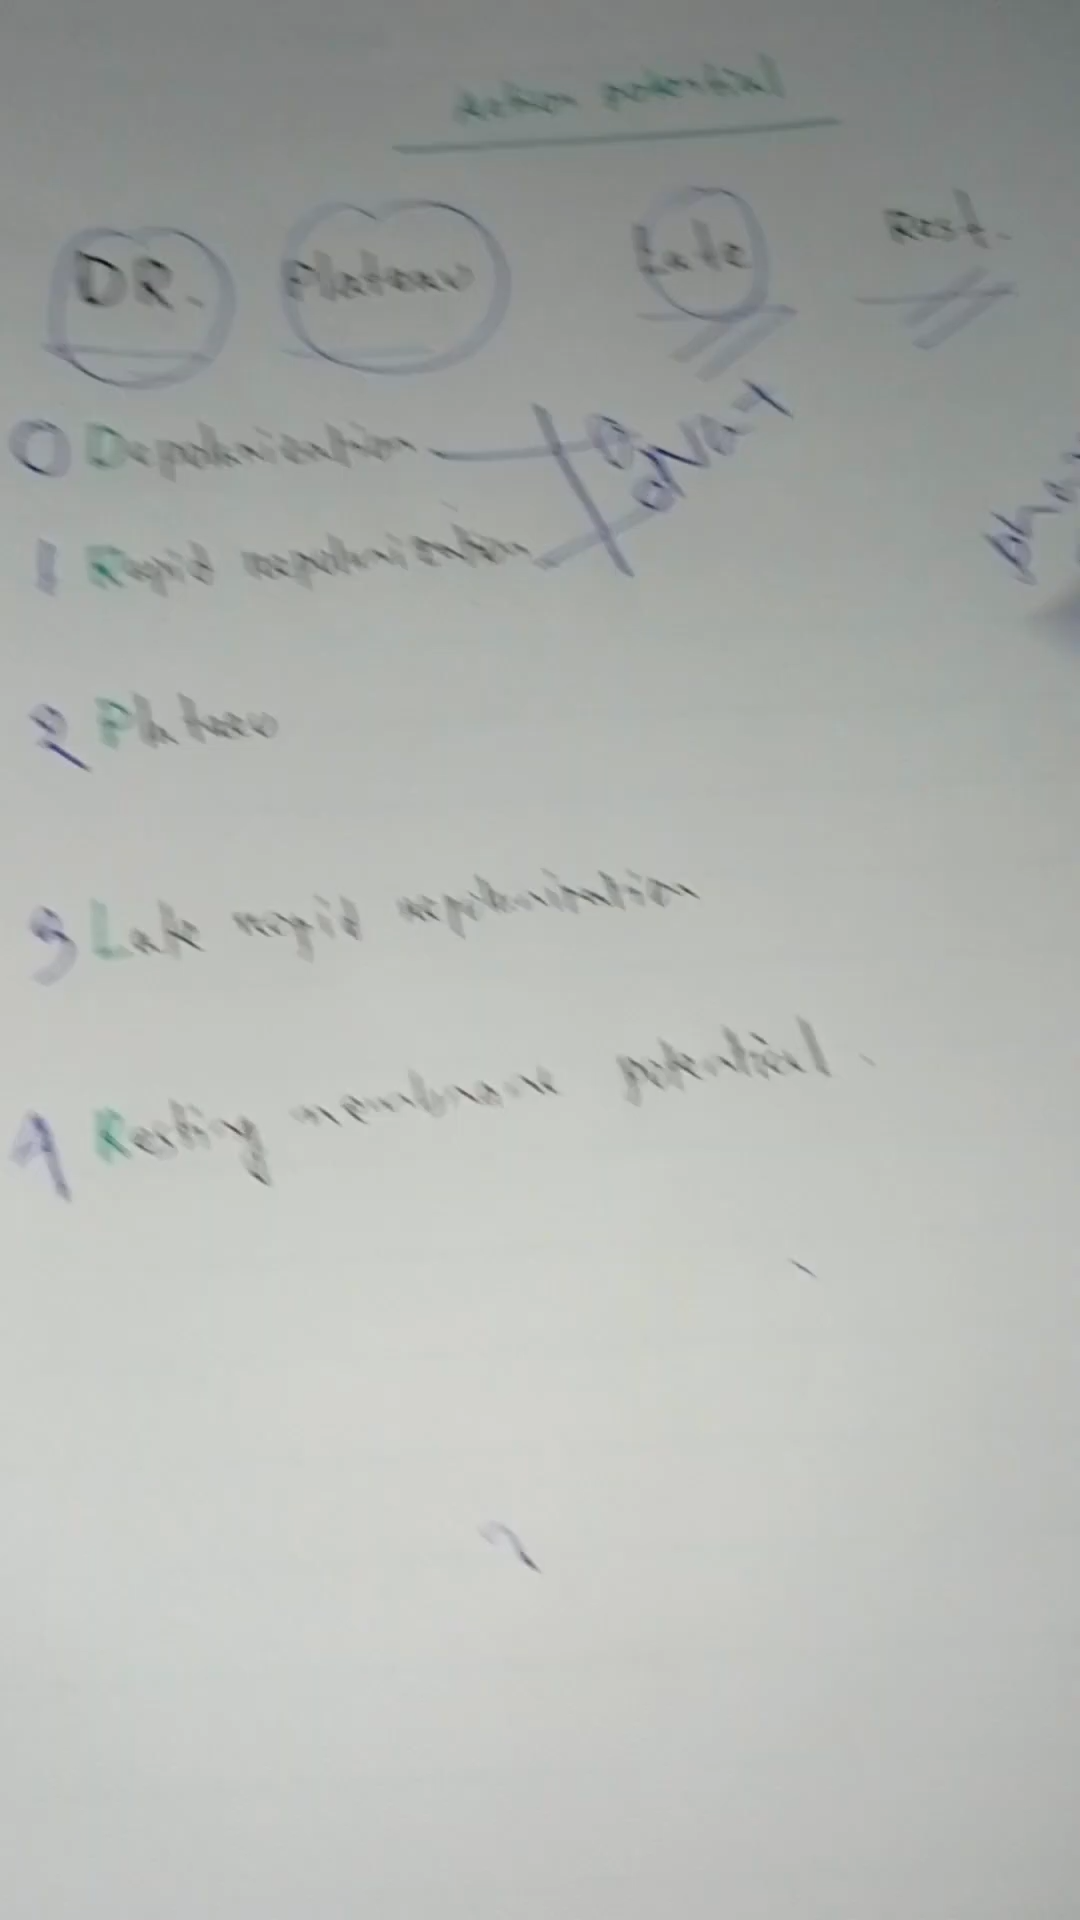 Action potential
DR. Plateau Late Rest.
0 Depolarization
1 Rapid repolarization
2 Plateau
3 Late rapid repolarization
4 Resting membrane potential.